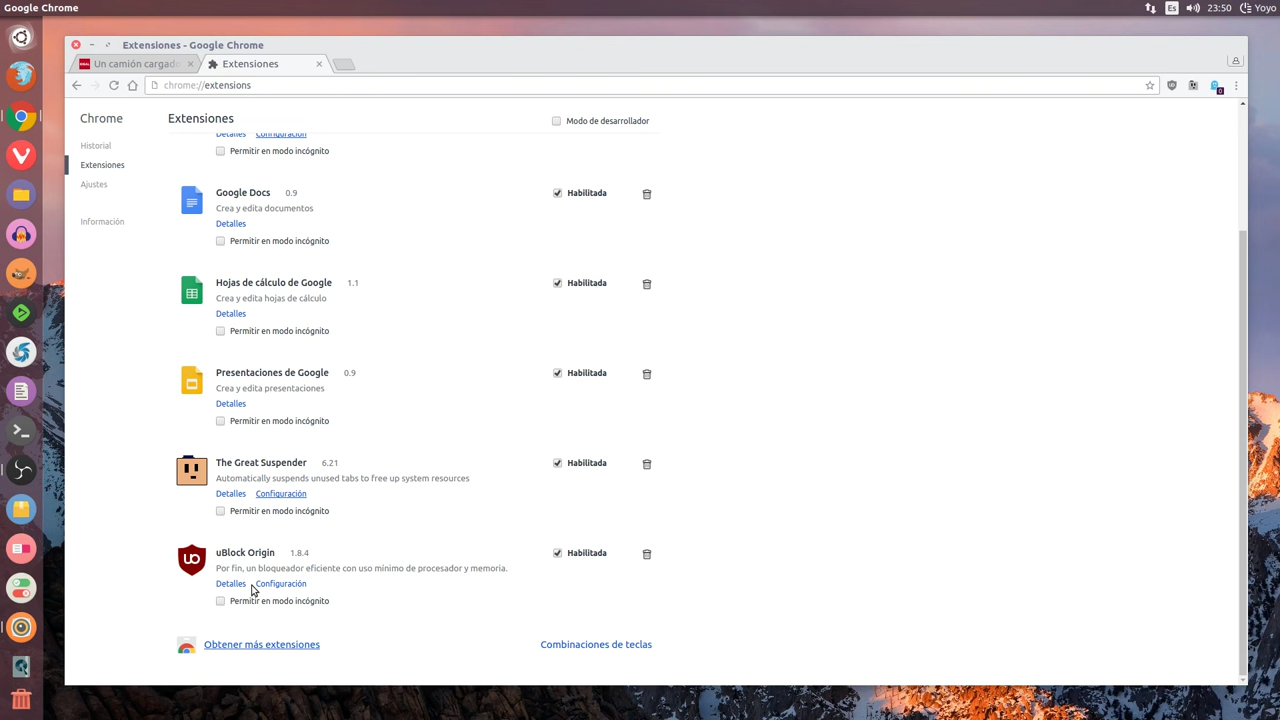 Google Chrome
Es
23:50
Yoyo
Extensiones - Google Chrome
Un camión cargado
Extensiones
chrome://extensions
0
Chrome
Extensiones
Modo de desarrollador
Historial
Extensiones
Ajustes
Información
Detalles Configuración
Permitir en modo incógnito
Google Docs 0.9
Habilitada
Crea y edita documentos
Detalles
Permitir en modo incógnito
Hojas de cálculo de Google 1.1
Habilitada
Crea y edita hojas de cálculo
Detalles
Permitir en modo incógnito
Presentaciones de Google 0.9
Habilitada
Crea y edita presentaciones
Detalles
Permitir en modo incógnito
The Great Suspender 6.21
Habilitada
Automatically suspends unused tabs to free up system resources
Detalles Configuración
Permitir en modo incógnito
uBlock Origin 1.8.4
Habilitada
Por fin, un bloqueador eficiente con uso mínimo de procesador y memoria.
Detalles Configuración
Permitir en modo incógnito
Obtener más extensiones
Combinaciones de teclas